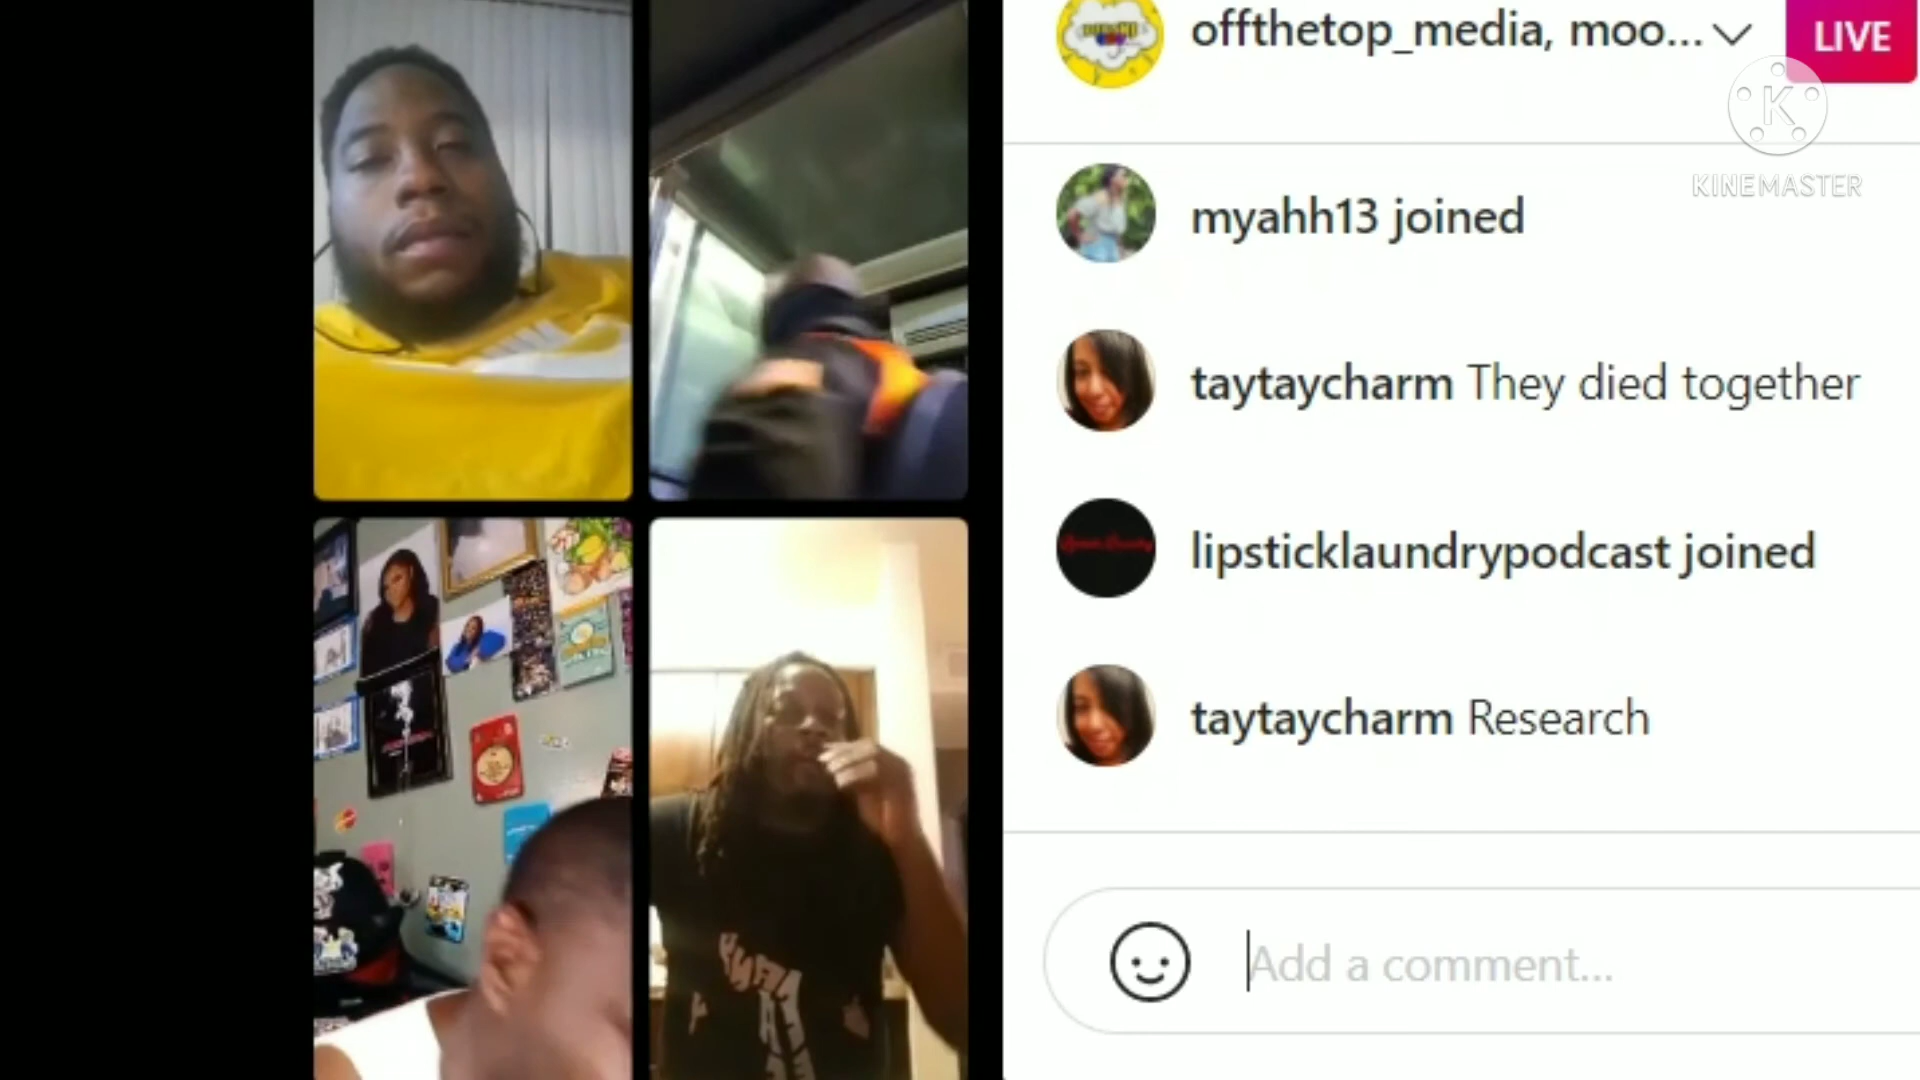 offthetop_media, moo...
LIVE
K
KINEMASTER
myahh13 joined
taytaycharm They died together
lipsticklaundrypodcast joined
taytaycharm Research
Add a comment...